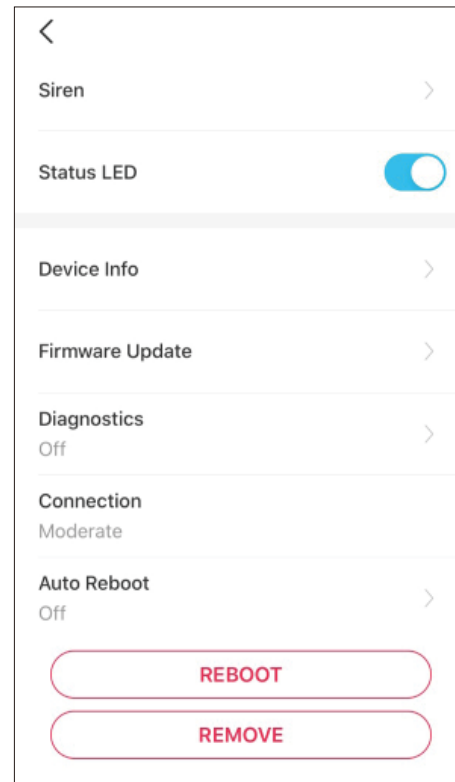 Siren
Status LED
Device Info
Firmware Update
Diagnostics
Off
Connection
Moderate
Auto Reboot
Off
REBOOT
REMOVE